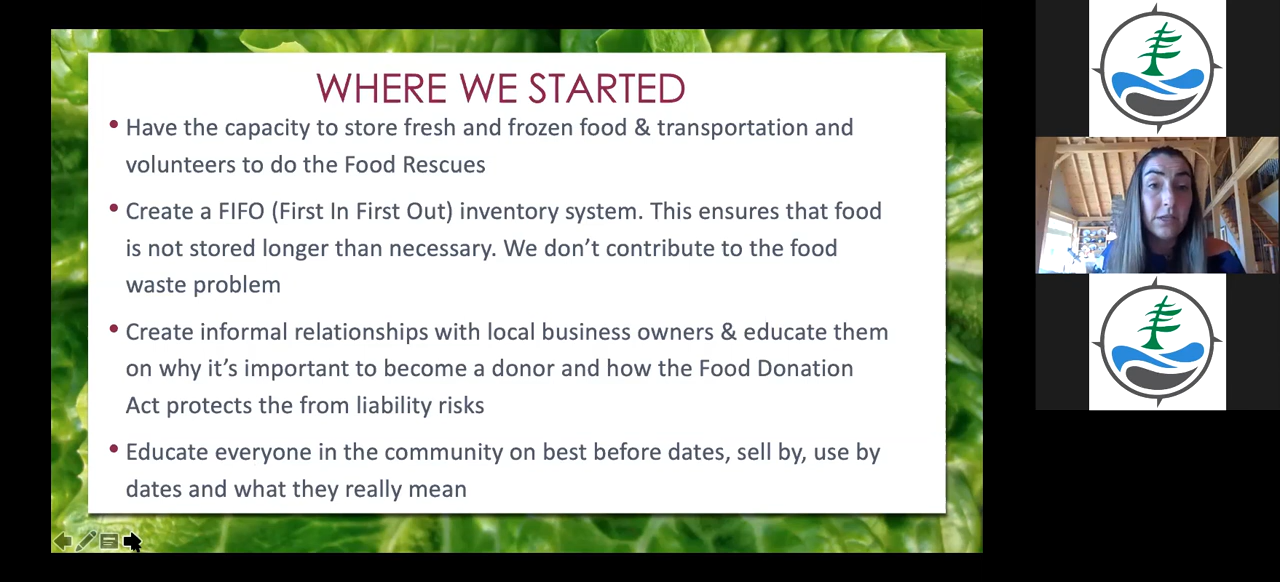 WHERE WE STARTED
• Have the capacity to store fresh and frozen food & transportation and
volunteers to do the Food Rescues
• Create a FIFO (First In First Out) inventory system. This ensures that food
is not stored longer than necessary. We don’t contribute to the food
waste problem
• Create informal relationships with local business owners & educate them
on why it’s important to become a donor and how the Food Donation
Act protects the from liability risks
• Educate everyone in the community on best before dates, sell by, use by
dates and what they really mean